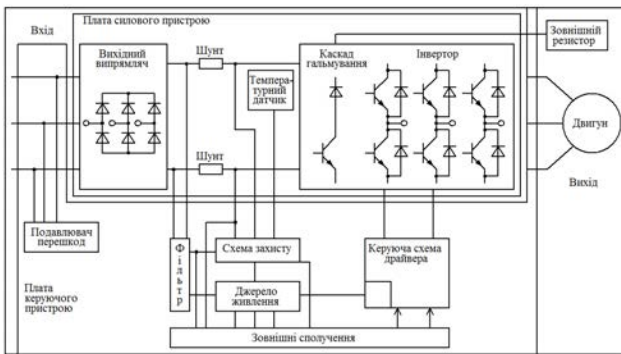 Плата силового пристрою
Вхід
Зовнішній
резистор
Вихідний
випрямляч
Шунт
Темпера-
турний
датчик
Каскад
гальмування
Інвертор
Двигун
Шунт
Вихід
Подавлювач
перешкод
Фільтр
Схема захисту
Керуюча схема
драйвера
Плата
керуючого
пристрою
Джерело
живлення
Зовнішні сполучення